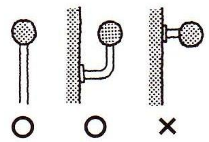 ○ ○ ×